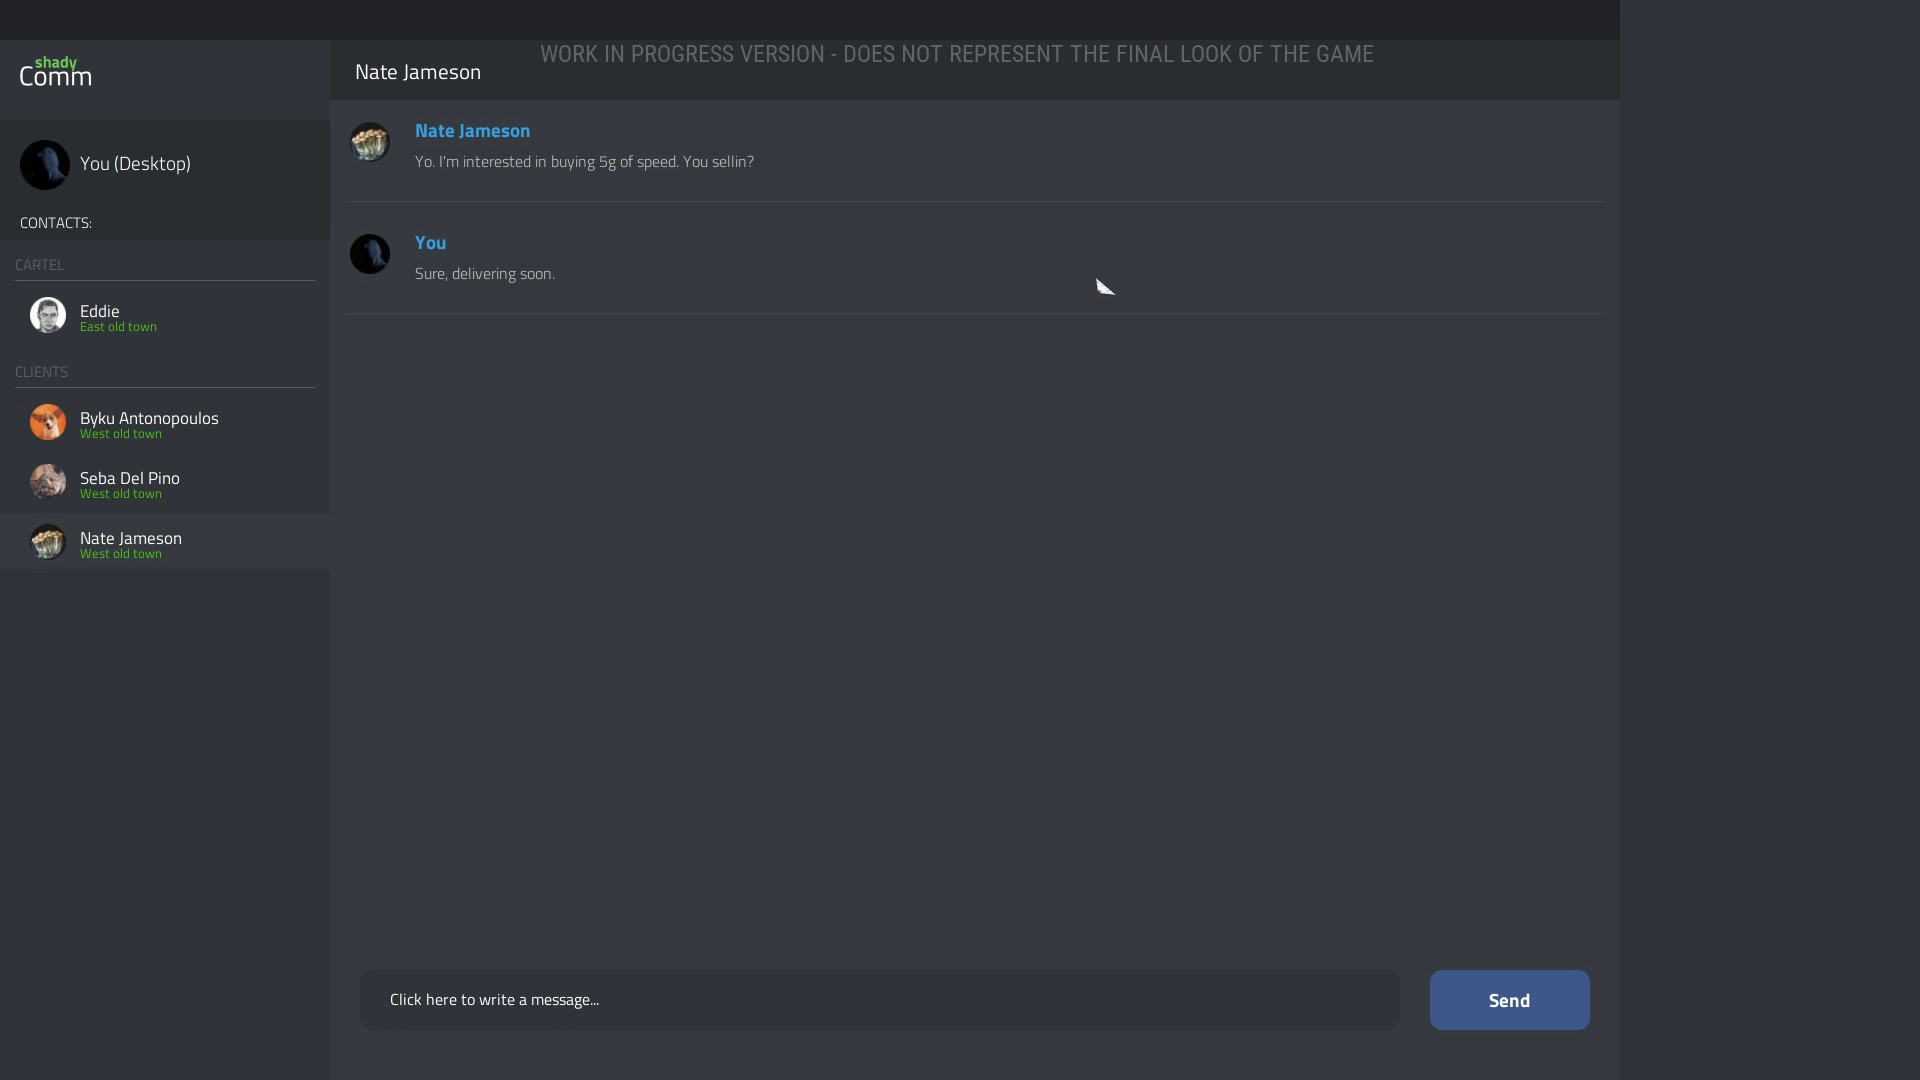 WORK IN PROGRESS VERSION - DOES NOT REPRESENT THE FINAL LOOK OF THE GAME
shady
Comm
You (Desktop)
CONTACTS:
CARTEL
Eddie
East old town
CLIENTS
Byku Antonopoulos
West old town
Seba Del Pino
West old town
Nate Jameson
West old town
Nate Jameson
Nate Jameson
Yo. I'm interested in buying 5g of speed. You sellin?
You
Sure, delivering soon.
Click here to write a message...
Send